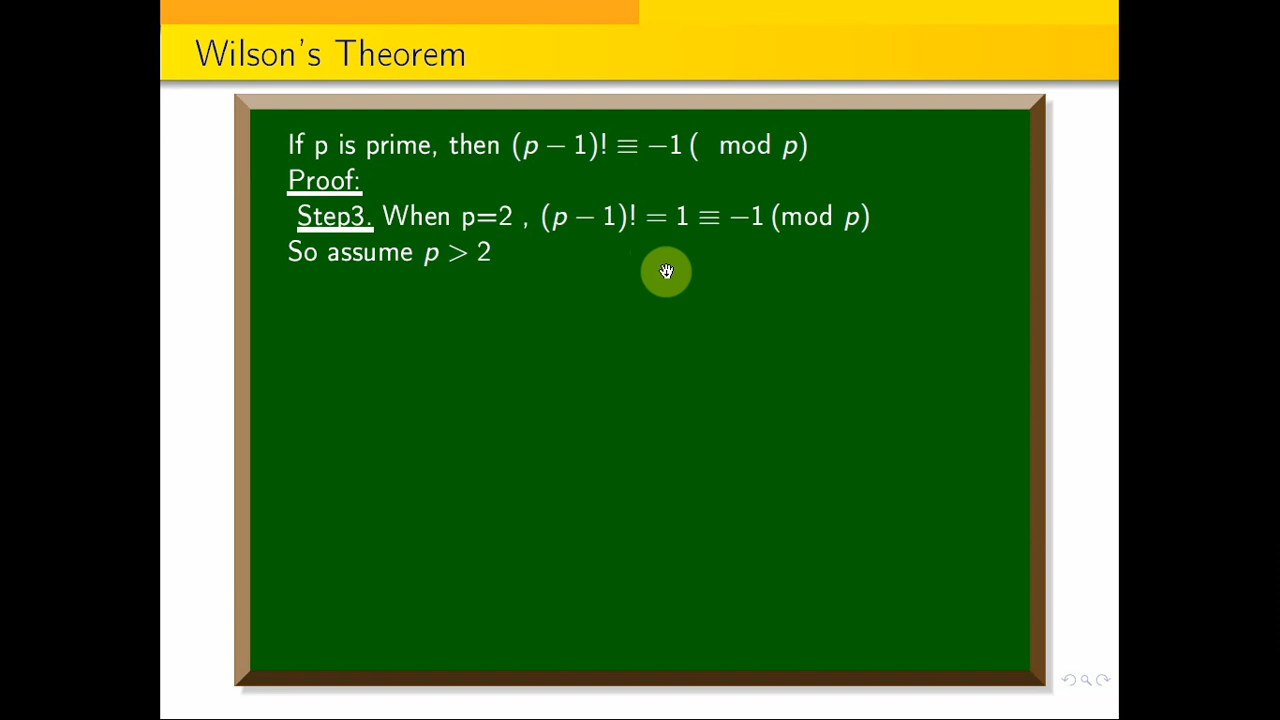 Wilson's Theorem
If p is prime, then (p − 1)! ≡ −1 ( mod p)
Proof:
Step3. When p=2 , (p − 1)! = 1 ≡ −1 (mod p)
So assume p > 2